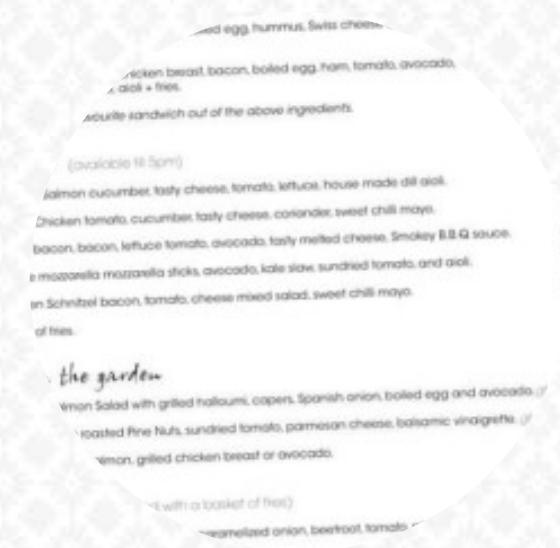 egg, hummus, Swiss cheese
chicken breast, bacon, boiled egg, ham, tomato, avocado,
aioli + fries.
favourite sandwich out of the above ingredients.
(available till 5pm)
salmon cucumber, tasty cheese, tomato, lettuce, house made dill aioli.
Chicken tomato, cucumber, tasty cheese, coriander, sweet chilli mayo.
bacon, bacon, lettuce tomato, avocado, tasty melted cheese, Smokey B.B.Q sauce.
e mozzarella mozzarella sticks, avocado, kale slaw, sundried tomato, and aioli.
en Schnitzel bacon, tomato, cheese mixed salad, sweet chilli mayo.
of fries.
the garden
lmon Salad with grilled halloumi, capers, Spanish onion, boiled egg and avocado.
roasted Pine Nuts, sundried tomato, parmesan cheese, balsamic vinaigrette.
almon, grilled chicken breast or avocado.
with a basket of fries)
caramelized onion, beetroot, tomato